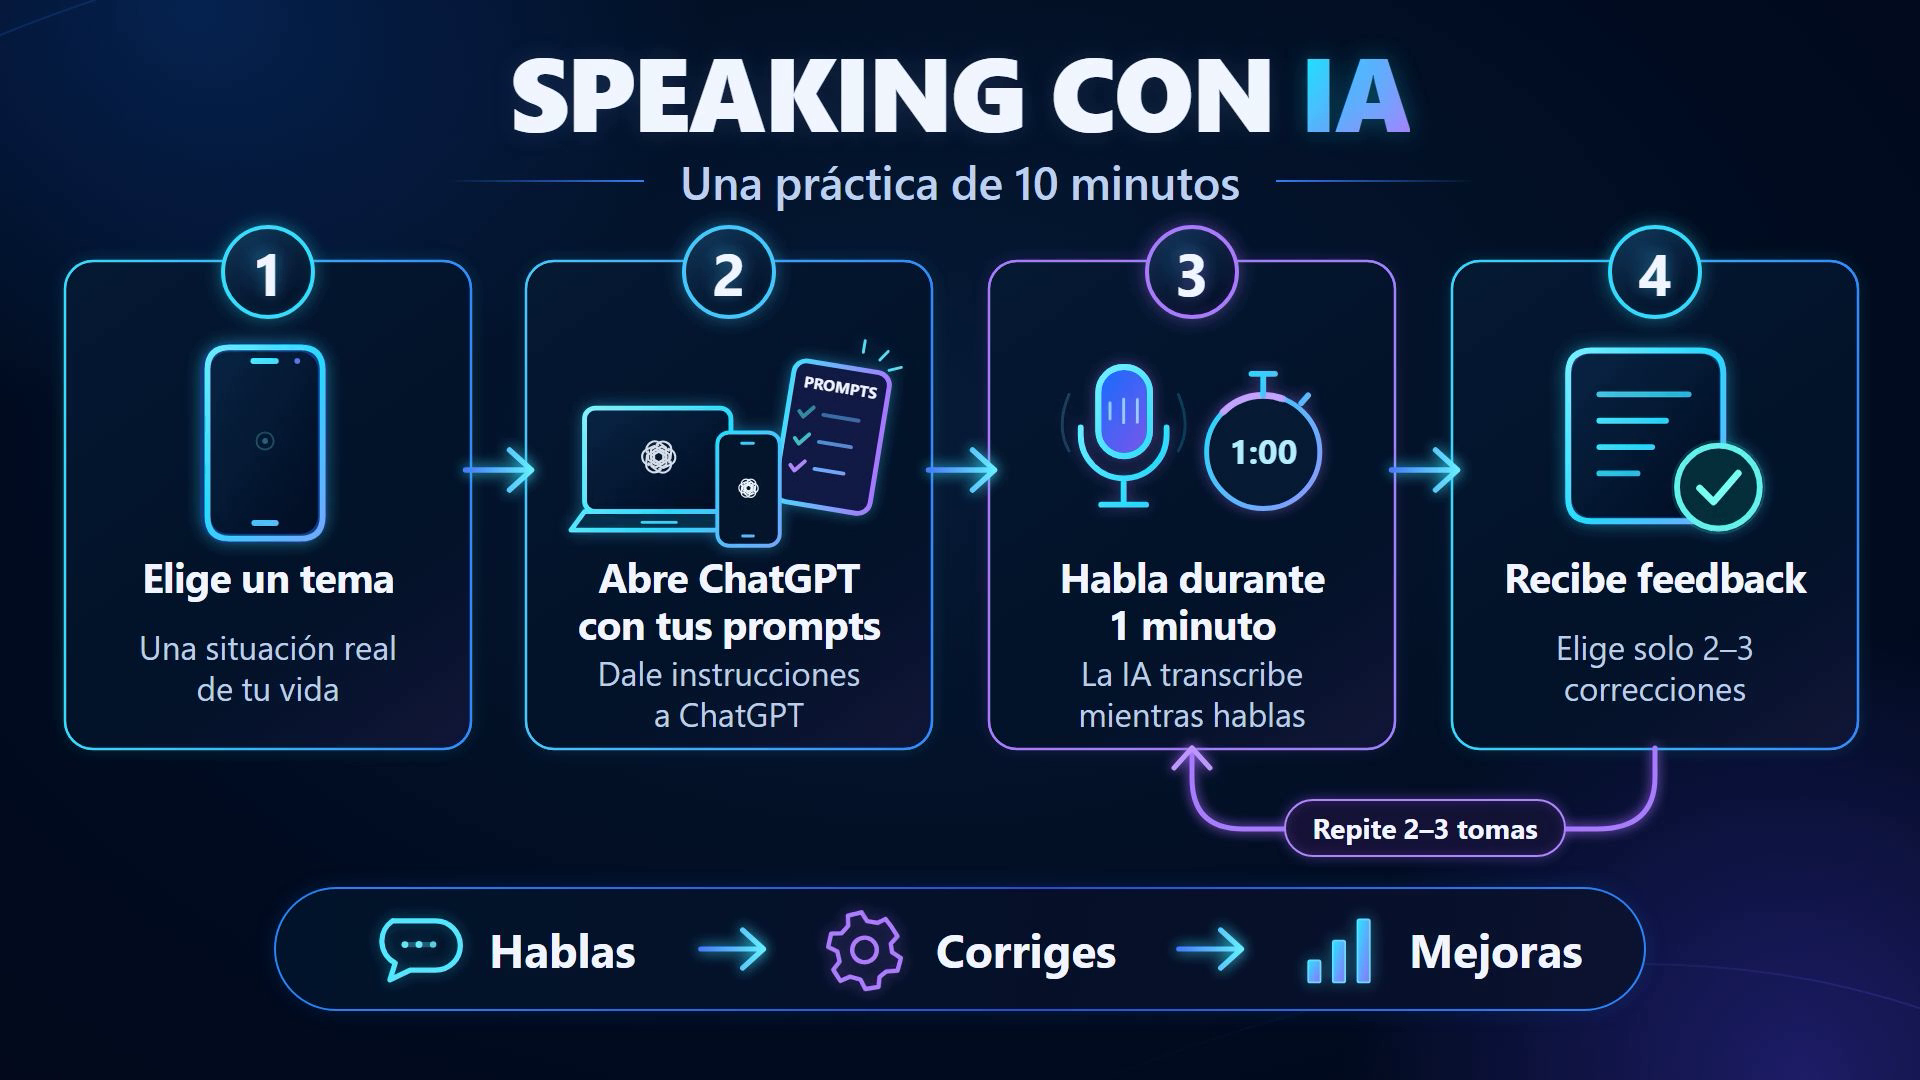 SPEAKING CON IA
Una práctica de 10 minutos
1
Elige un tema
Una situación real
de tu vida
2
PROMPTS
Abre ChatGPT
con tus prompts
Dale instrucciones
a ChatGPT
3
1:00
Habla durante
1 minuto
La IA transcribe
mientras hablas
4
Recibe feedback
Elige solo 2–3
correcciones
Repite 2–3 tomas
Hablas
Corriges
Mejoras